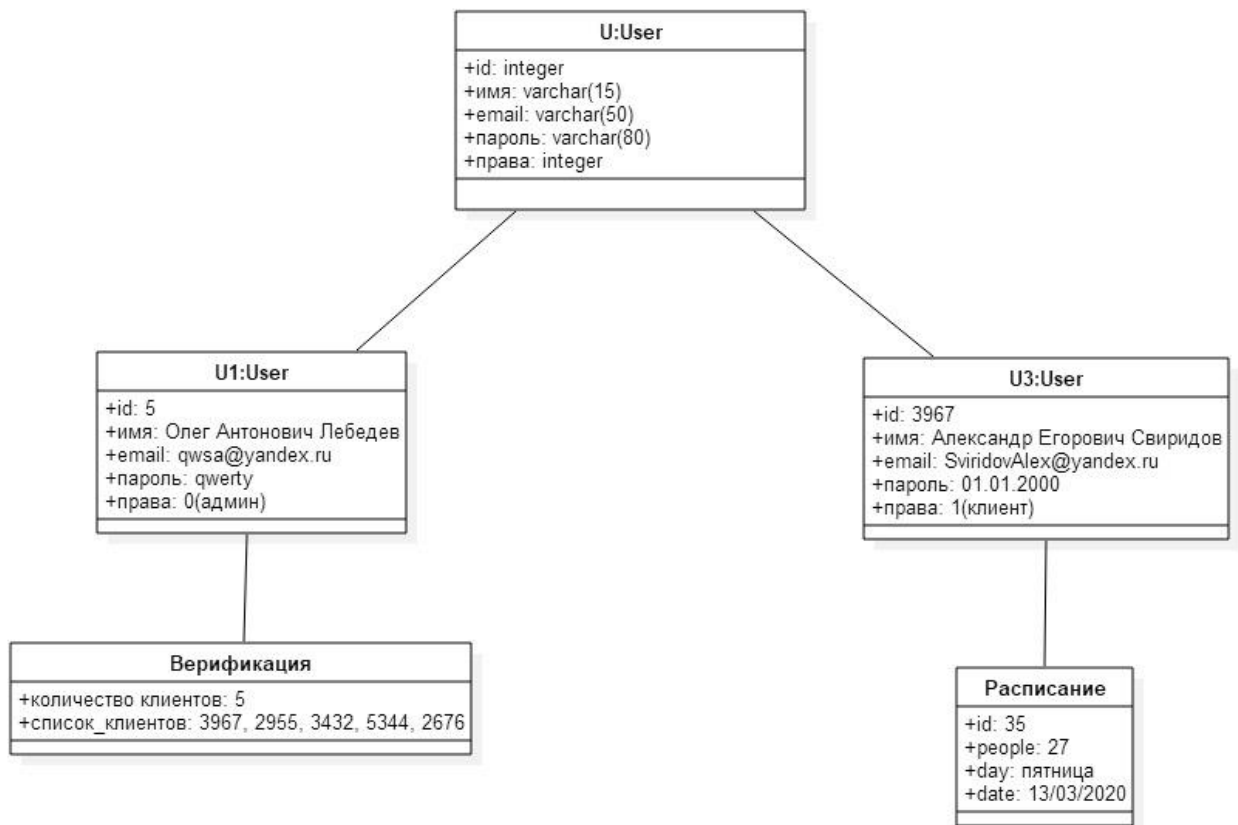 U:User
+id: integer
+имя: varchar(15)
+email: varchar(50)
+пароль: varchar(80)
+права: integer
U1:User
+id: 5
+имя: Олег Антонович Лебедев
+email: qwsa@yandex.ru
+пароль: qwerty
+права: 0(админ)
U3:User
+id: 3967
+имя: Александр Егорович Свиридов
+email: SviridovAlex@yandex.ru
+пароль: 01.01.2000
+права: 1(клиент)
Верификация
+количество клиентов: 5
+список_клиентов: 3967, 2955, 3432, 5344, 2676
Расписание
+id: 35
+people: 27
+day: пятница
+date: 13/03/2020